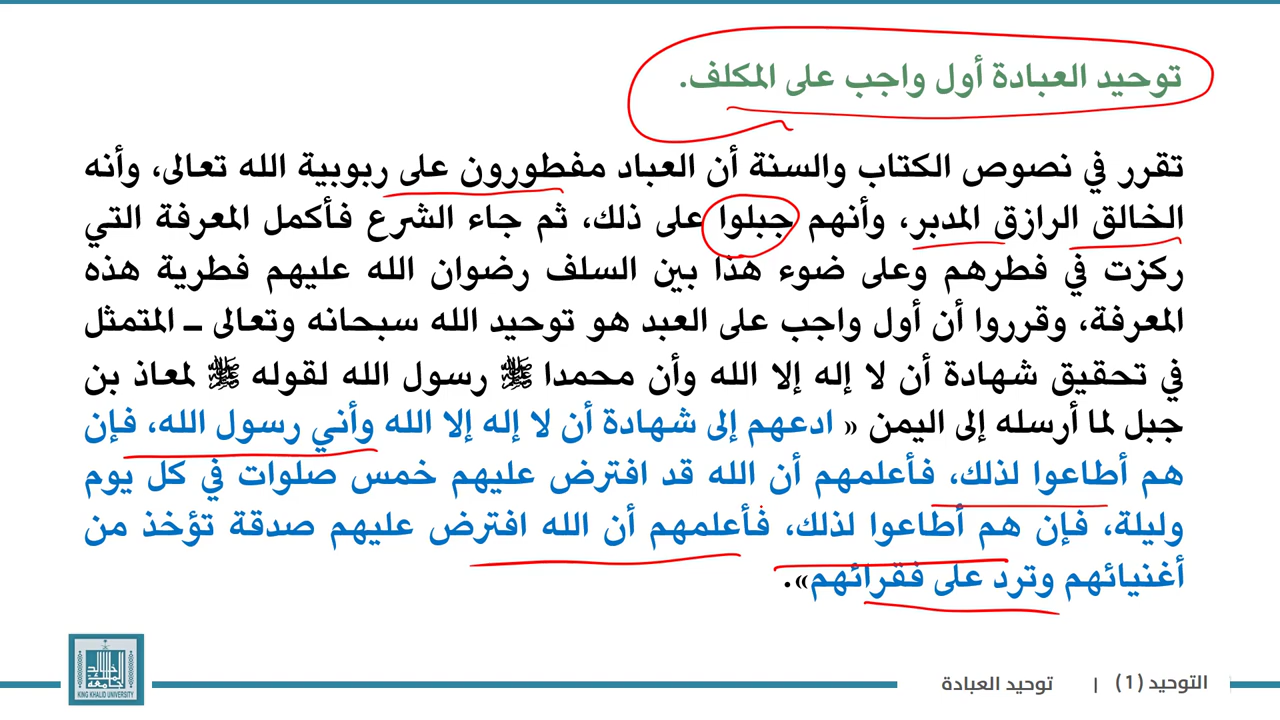 توحيد العبادة أول واجب على المكلف.
تقرر في نصوص الكتاب والسنة أن العباد مفطورون على ربوبية الله تعالى، وأنه
الخالق الرازق المدبر، وأنهم جبلوا على ذلك، ثم جاء الشرع فأكمل المعرفة التي
ركزت في فطرهم وعلى ضوء هذا بين السلف رضوان الله عليهم فطرية هذه
المعرفة، وقرروا أن أول واجب على العبد هو توحيد الله سبحانه وتعالى ـ المتمثل
في تحقيق شهادة أن لا إله إلا الله وأن محمدا ﷺ رسول الله لقوله ﷺ لمعاذ بن
جبل لما أرسله إلى اليمن « ادعهم إلى شهادة أن لا إله إلا الله وأني رسول الله، فإن
هم أطاعوا لذلك، فأعلمهم أن الله قد افترض عليهم خمس صلوات في كل يوم
وليلة، فإن هم أطاعوا لذلك، فأعلمهم أن الله افترض عليهم صدقة تؤخذ من
أغنيائهم وترد على فقرائهم».
جامعة الملك خالد
KING KHALID UNIVERSITY
التوحيد (1) | توحيد العبادة